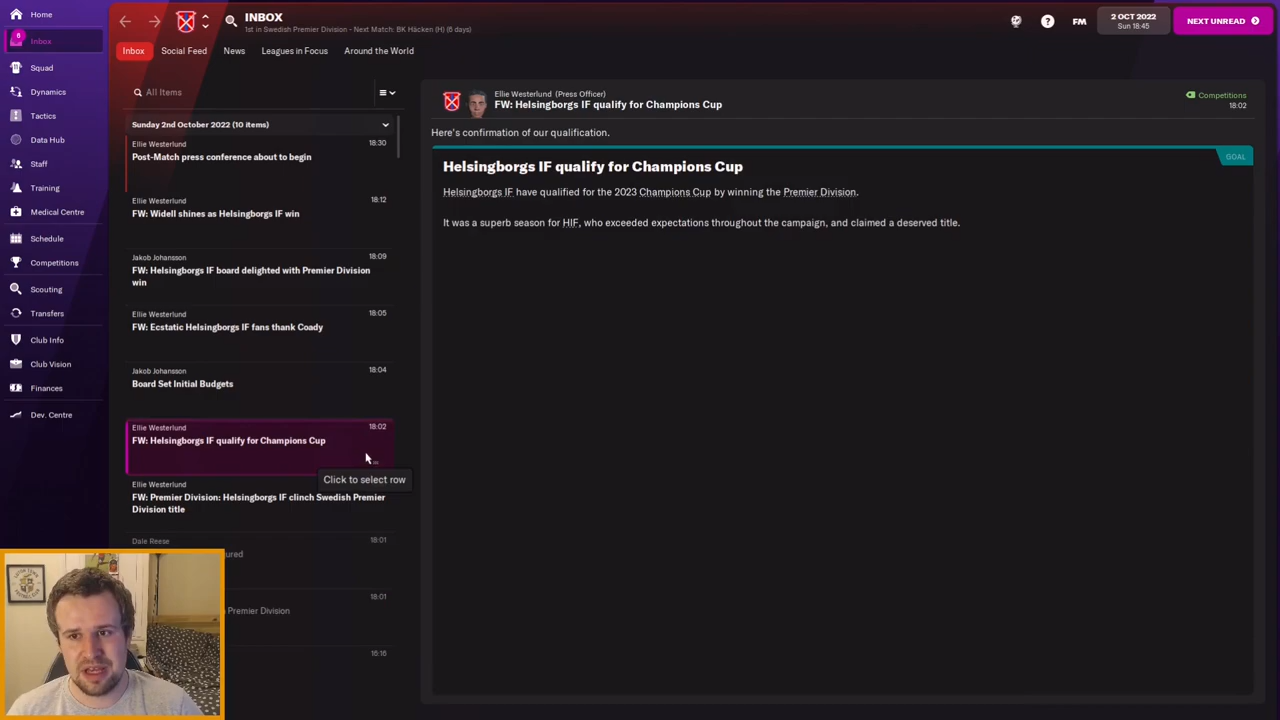 Home
6
Inbox
Squad
Dynamics
Tactics
Data Hub
Staff
Training
Medical Centre
Schedule
Competitions
Scouting
Transfers
Club Info
Club Vision
Finances
Dev. Centre
INBOX
1st in Swedish Premier Division - Next Match: BK Häcken (H) (6 days)
FM
2 OCT 2022
Sun 18:45
NEXT UNREAD
Inbox
Social Feed
News
Leagues in Focus
Around the World
All Items
Sunday 2nd October 2022 (10 items)
Ellie Westerlund 18:30
Post-Match press conference about to begin
Ellie Westerlund 18:12
FW: Widell shines as Helsingborgs IF win
Jakob Johansson 18:09
FW: Helsingborgs IF board delighted with Premier Division
win
Ellie Westerlund 18:05
FW: Ecstatic Helsingborgs IF fans thank Coady
Jakob Johansson 18:04
Board Set Initial Budgets
Ellie Westerlund 18:02
FW: Helsingborgs IF qualify for Champions Cup
Click to select row
Ellie Westerlund
FW: Premier Division: Helsingborgs IF clinch Swedish Premier
Division title
Dale Reese 18:01
ured
18:01
Premier Division
16:16
Ellie Westerlund (Press Officer)
FW: Helsingborgs IF qualify for Champions Cup
Competitions
18:02
Here's confirmation of our qualification.
GOAL
Helsingborgs IF qualify for Champions Cup
Helsingborgs IF have qualified for the 2023 Champions Cup by winning the Premier Division.
It was a superb season for HIF, who exceeded expectations throughout the campaign, and claimed a deserved title.